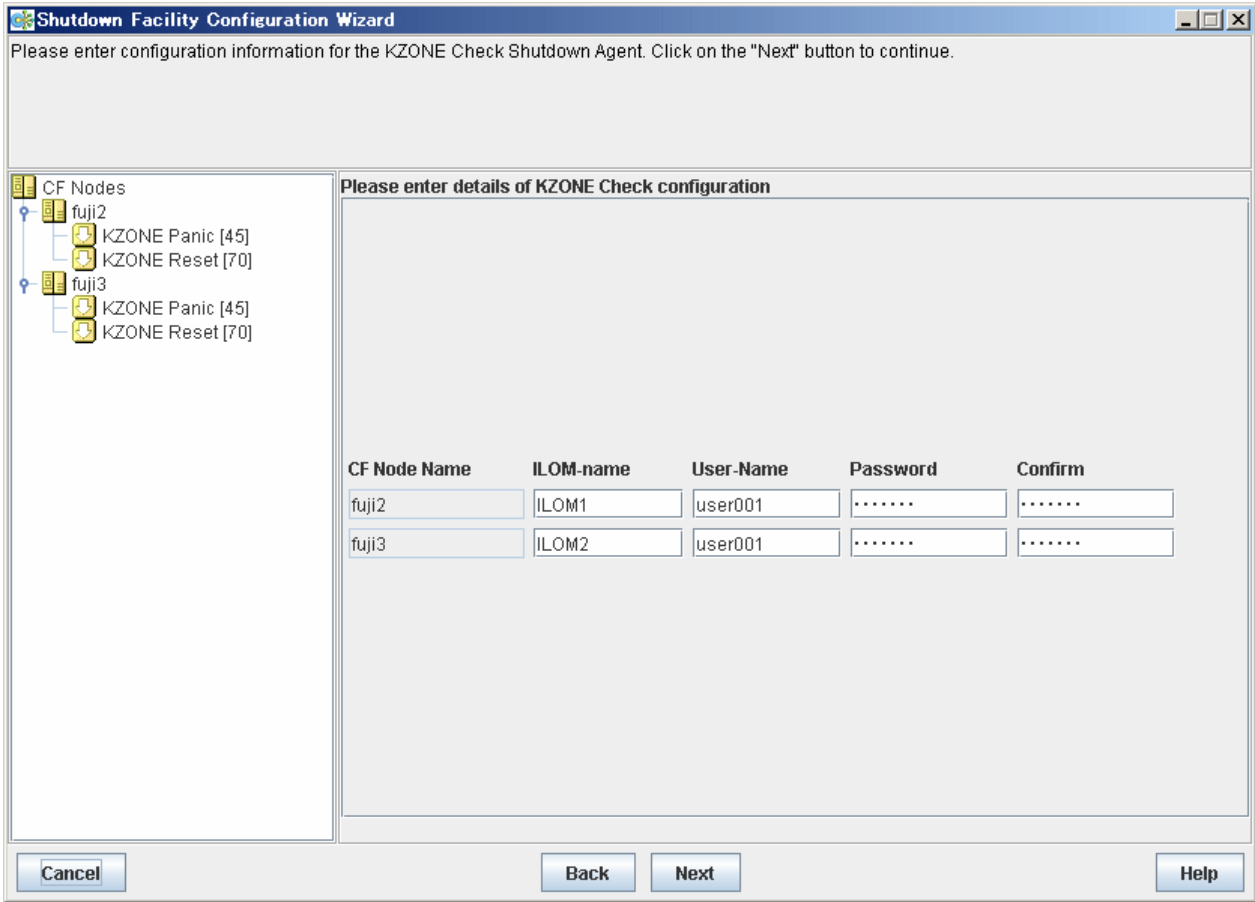 Shutdown Facility Configuration Wizard
Please enter configuration information for the KZONE Check Shutdown Agent. Click on the "Next" button to continue.
CF Nodes
fuji2
KZONE Panic [45]
KZONE Reset [70]
fuji3
KZONE Panic [45]
KZONE Reset [70]
Please enter details of KZONE Check configuration
CF Node Name ILOM-name User-Name Password Confirm
fuji2 ILOM1 user001 ······· ·······
fuji3 ILOM2 user001 ······· ·······
Cancel Back Next Help